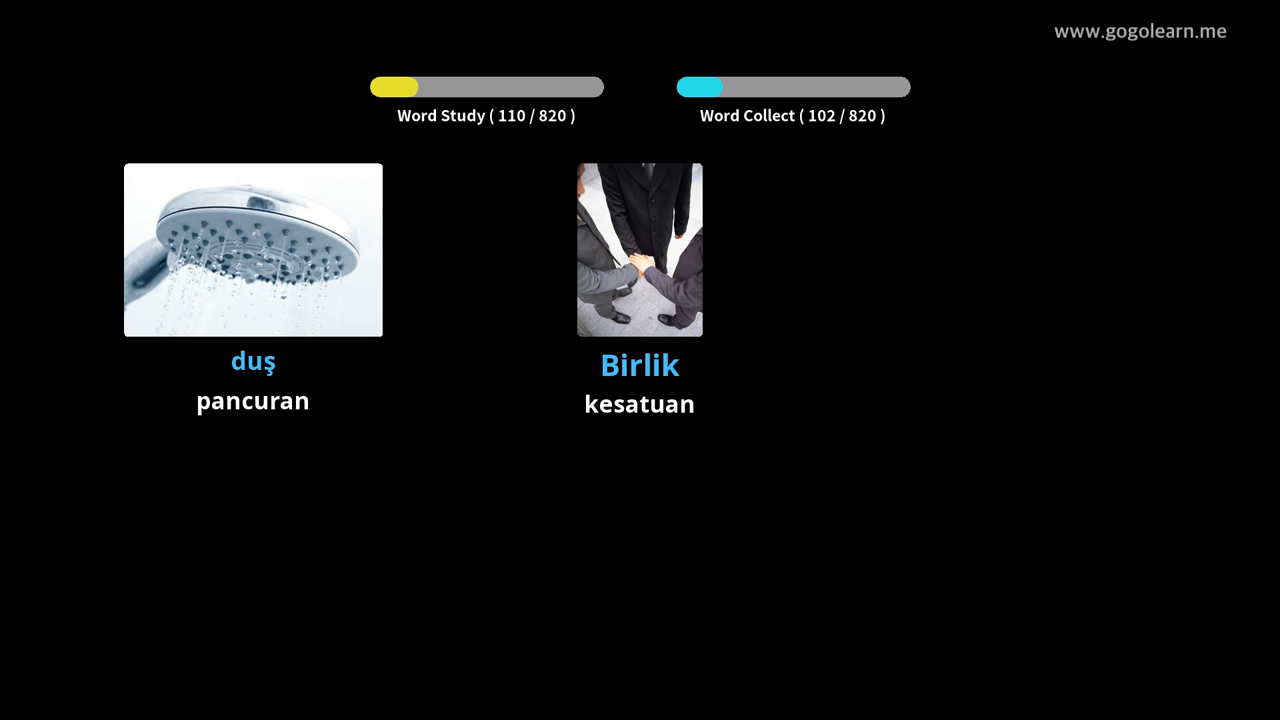 www.gogolearn.me
Word Study ( 110 / 820 )
Word Collect ( 102 / 820 )
duş
pancuran
Birlik
kesatuan